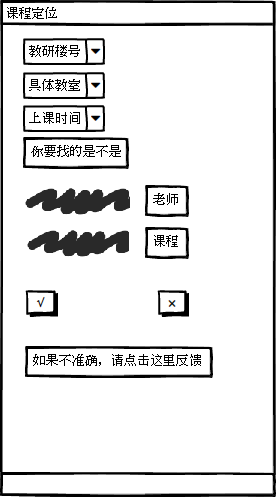 课程定位
教研楼号
具体教室
上课时间
你要找的是不是
老师
课程
√ ×
如果不准确，请点击这里反馈